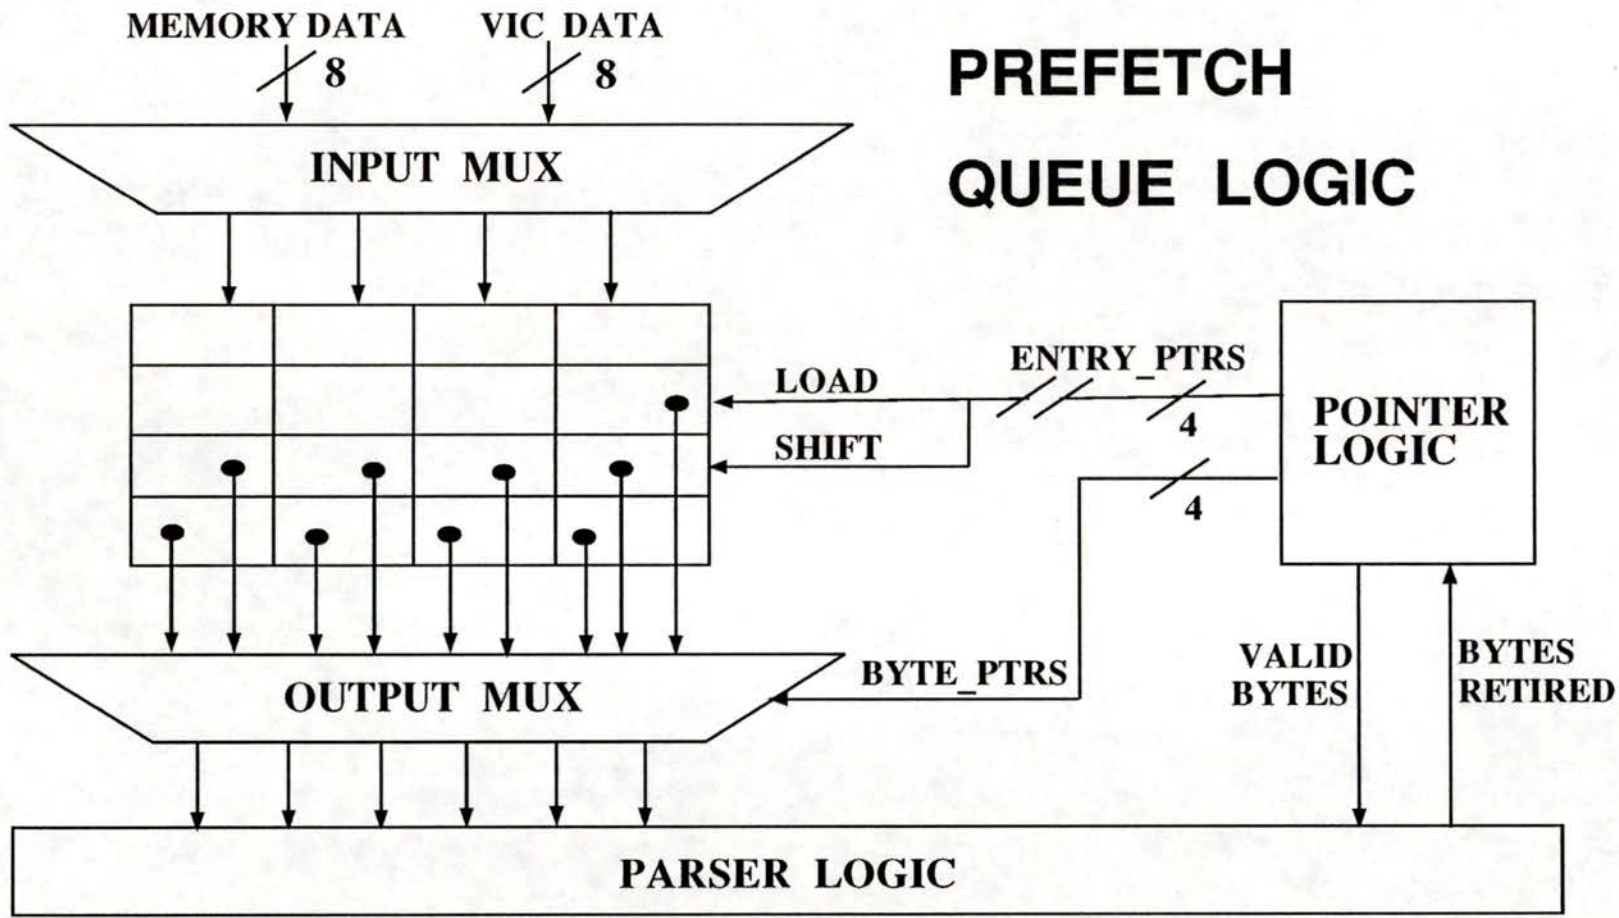 MEMORY DATA
VIC DATA
8
8
PREFETCH
QUEUE LOGIC
INPUT MUX
LOAD
SHIFT
ENTRY_PTRS
4
4
POINTER
LOGIC
OUTPUT MUX
BYTE_PTRS
VALID
BYTES
BYTES
RETIRED
PARSER LOGIC